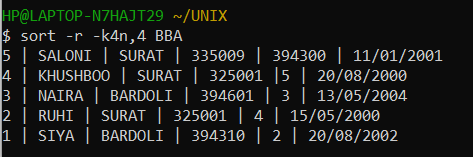 HP@LAPTOP-N7HAJT29 ~/UNIX
$ sort -r -k4n,4 BBA
5 | SALONI | SURAT | 335009 | 394300 | 11/01/2001
4 | KHUSHBOO | SURAT | 325001 |5 | 20/08/2000
3 | NAIRA | BARDOLI | 394601 | 3 | 13/05/2004
2 | RUHI | SURAT | 325001 | 4 | 15/05/2000
1 | SIYA | BARDOLI | 394310 | 2 | 20/08/2002